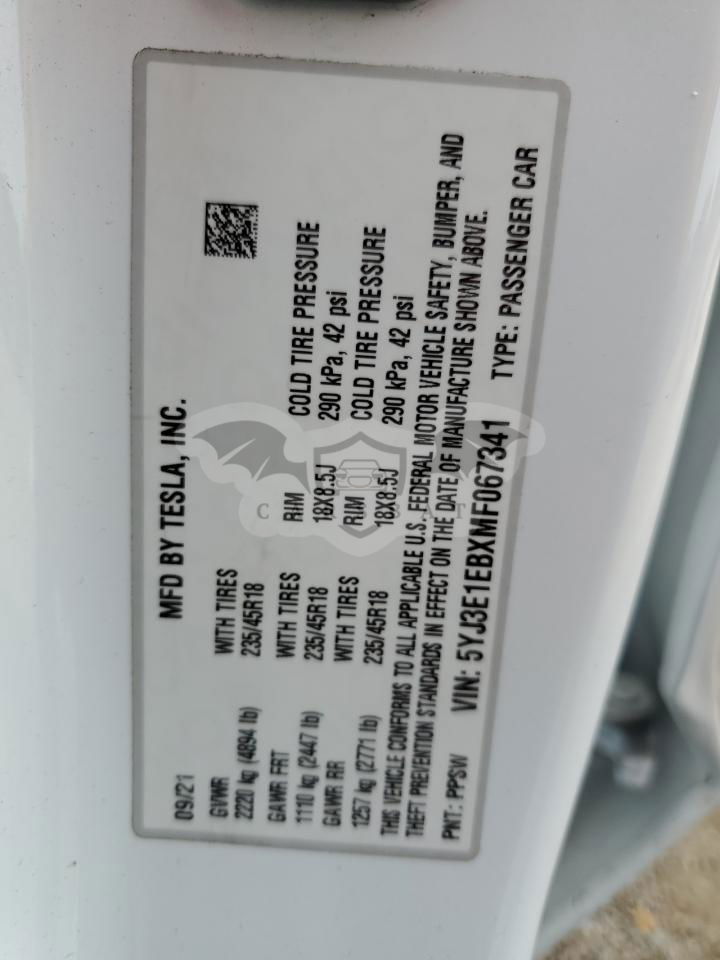 MFD BY TESLA, INC.
09/21
GVWR WITH TIRES
2220 kg (4894 lb) 235/45R18
GAWR FRT WITH TIRES RIM COLD TIRE PRESSURE
1110 kg (2447 lb) 235/45R18 18X8.5J 290 kPa, 42 psi
GAWR RR WITH TIRES RIM COLD TIRE PRESSURE
1257 kg (2771 lb) 235/45R18 18X8.5J 290 kPa, 42 psi
THIS VEHICLE CONFORMS TO ALL APPLICABLE U.S. FEDERAL MOTOR VEHICLE SAFETY, BUMPER, AND
THEFT PREVENTION STANDARDS IN EFFECT ON THE DATE OF MANUFACTURE SHOWN ABOVE.
PNT: PPSW VIN: 5YJ3E1EBXMF067341 TYPE: PASSENGER CAR